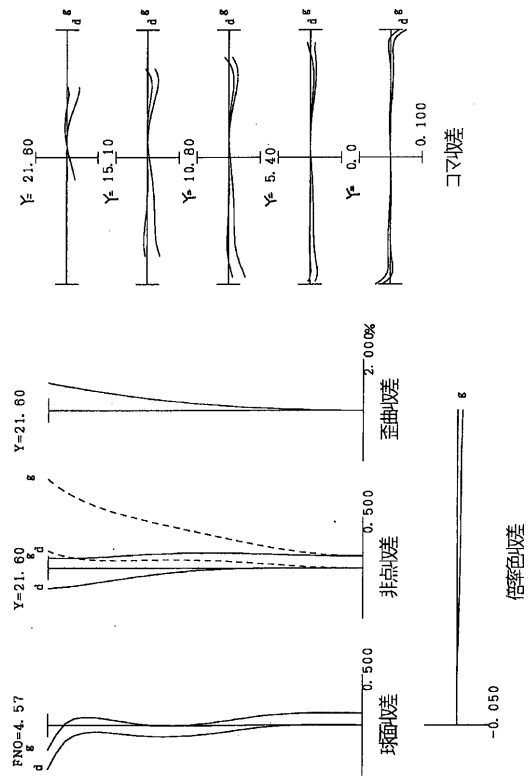 FNO=4.57
d
g
0.500
球面収差
Y=21.60
d
g
d
g
0.500
非点収差
Y=21.60
2.000%
歪曲収差
Y= 21.60
d
g
Y= 15.10
d
g
Y= 10.80
d
g
Y= 5.40
d
g
Y= 0.0
d
g
0.100
コマ収差
-0.050
g
倍率色収差